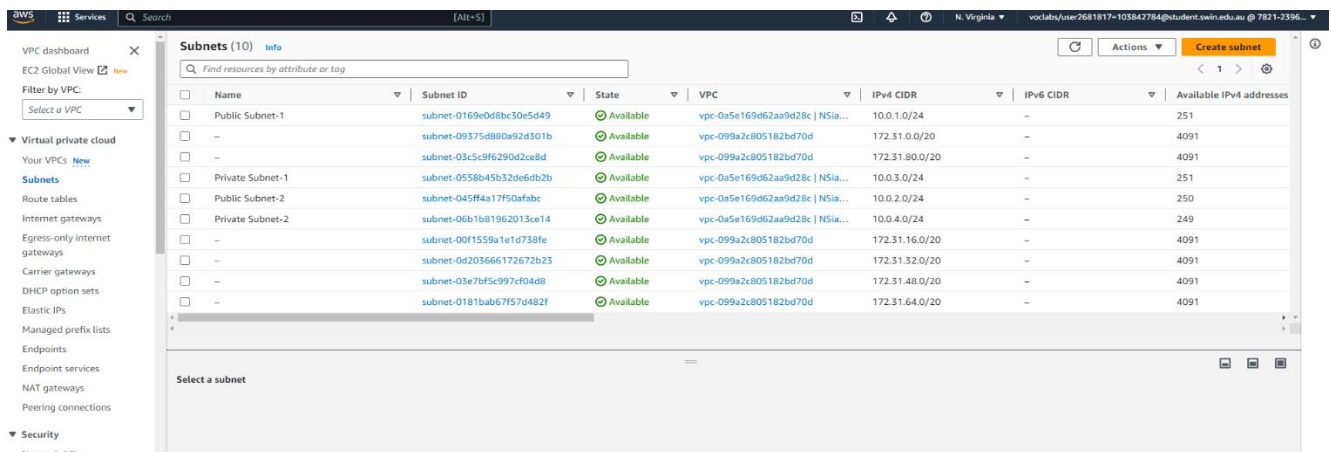 aws Services Search [Alt+S] N. Virginia ▼ voclabs/user2681817=103842784@student.swin.edu.au @ 7821-2396... ▼
VPC dashboard
EC2 Global View New
Filter by VPC:
Select a VPC
Virtual private cloud
Your VPCs New
Subnets
Route tables
Internet gateways
Egress-only internet
gateways
Carrier gateways
DHCP option sets
Elastic IPs
Managed prefix lists
Endpoints
Endpoint services
NAT gateways
Peering connections
Security
Subnets (10) Info
Actions ▼ Create subnet
Find resources by attribute or tag
< 1 >
Name Subnet ID State VPC IPv4 CIDR IPv6 CIDR Available IPv4 addresses
Public Subnet-1 subnet-0169e0d8bc30e5d49 Available vpc-0a5e169d62aa9d28c | NSia... 10.0.1.0/24 – 251
– subnet-09375d880a92d301b Available vpc-099a2c805182bd70d 172.31.0.0/20 – 4091
– subnet-03c5c9f6290d2ce8d Available vpc-099a2c805182bd70d 172.31.80.0/20 – 4091
Private Subnet-1 subnet-0558b45b32de6db2b Available vpc-0a5e169d62aa9d28c | NSia... 10.0.3.0/24 – 251
Public Subnet-2 subnet-045ff4a17f50afabc Available vpc-0a5e169d62aa9d28c | NSia... 10.0.2.0/24 – 250
Private Subnet-2 subnet-06b1b81962013ce14 Available vpc-0a5e169d62aa9d28c | NSia... 10.0.4.0/24 – 249
– subnet-00f1559a1e1d738fe Available vpc-099a2c805182bd70d 172.31.16.0/20 – 4091
– subnet-0d203666172672b23 Available vpc-099a2c805182bd70d 172.31.32.0/20 – 4091
– subnet-03e7bf5c997cf04d8 Available vpc-099a2c805182bd70d 172.31.48.0/20 – 4091
– subnet-0181bab67f57d482f Available vpc-099a2c805182bd70d 172.31.64.0/20 – 4091
Select a subnet